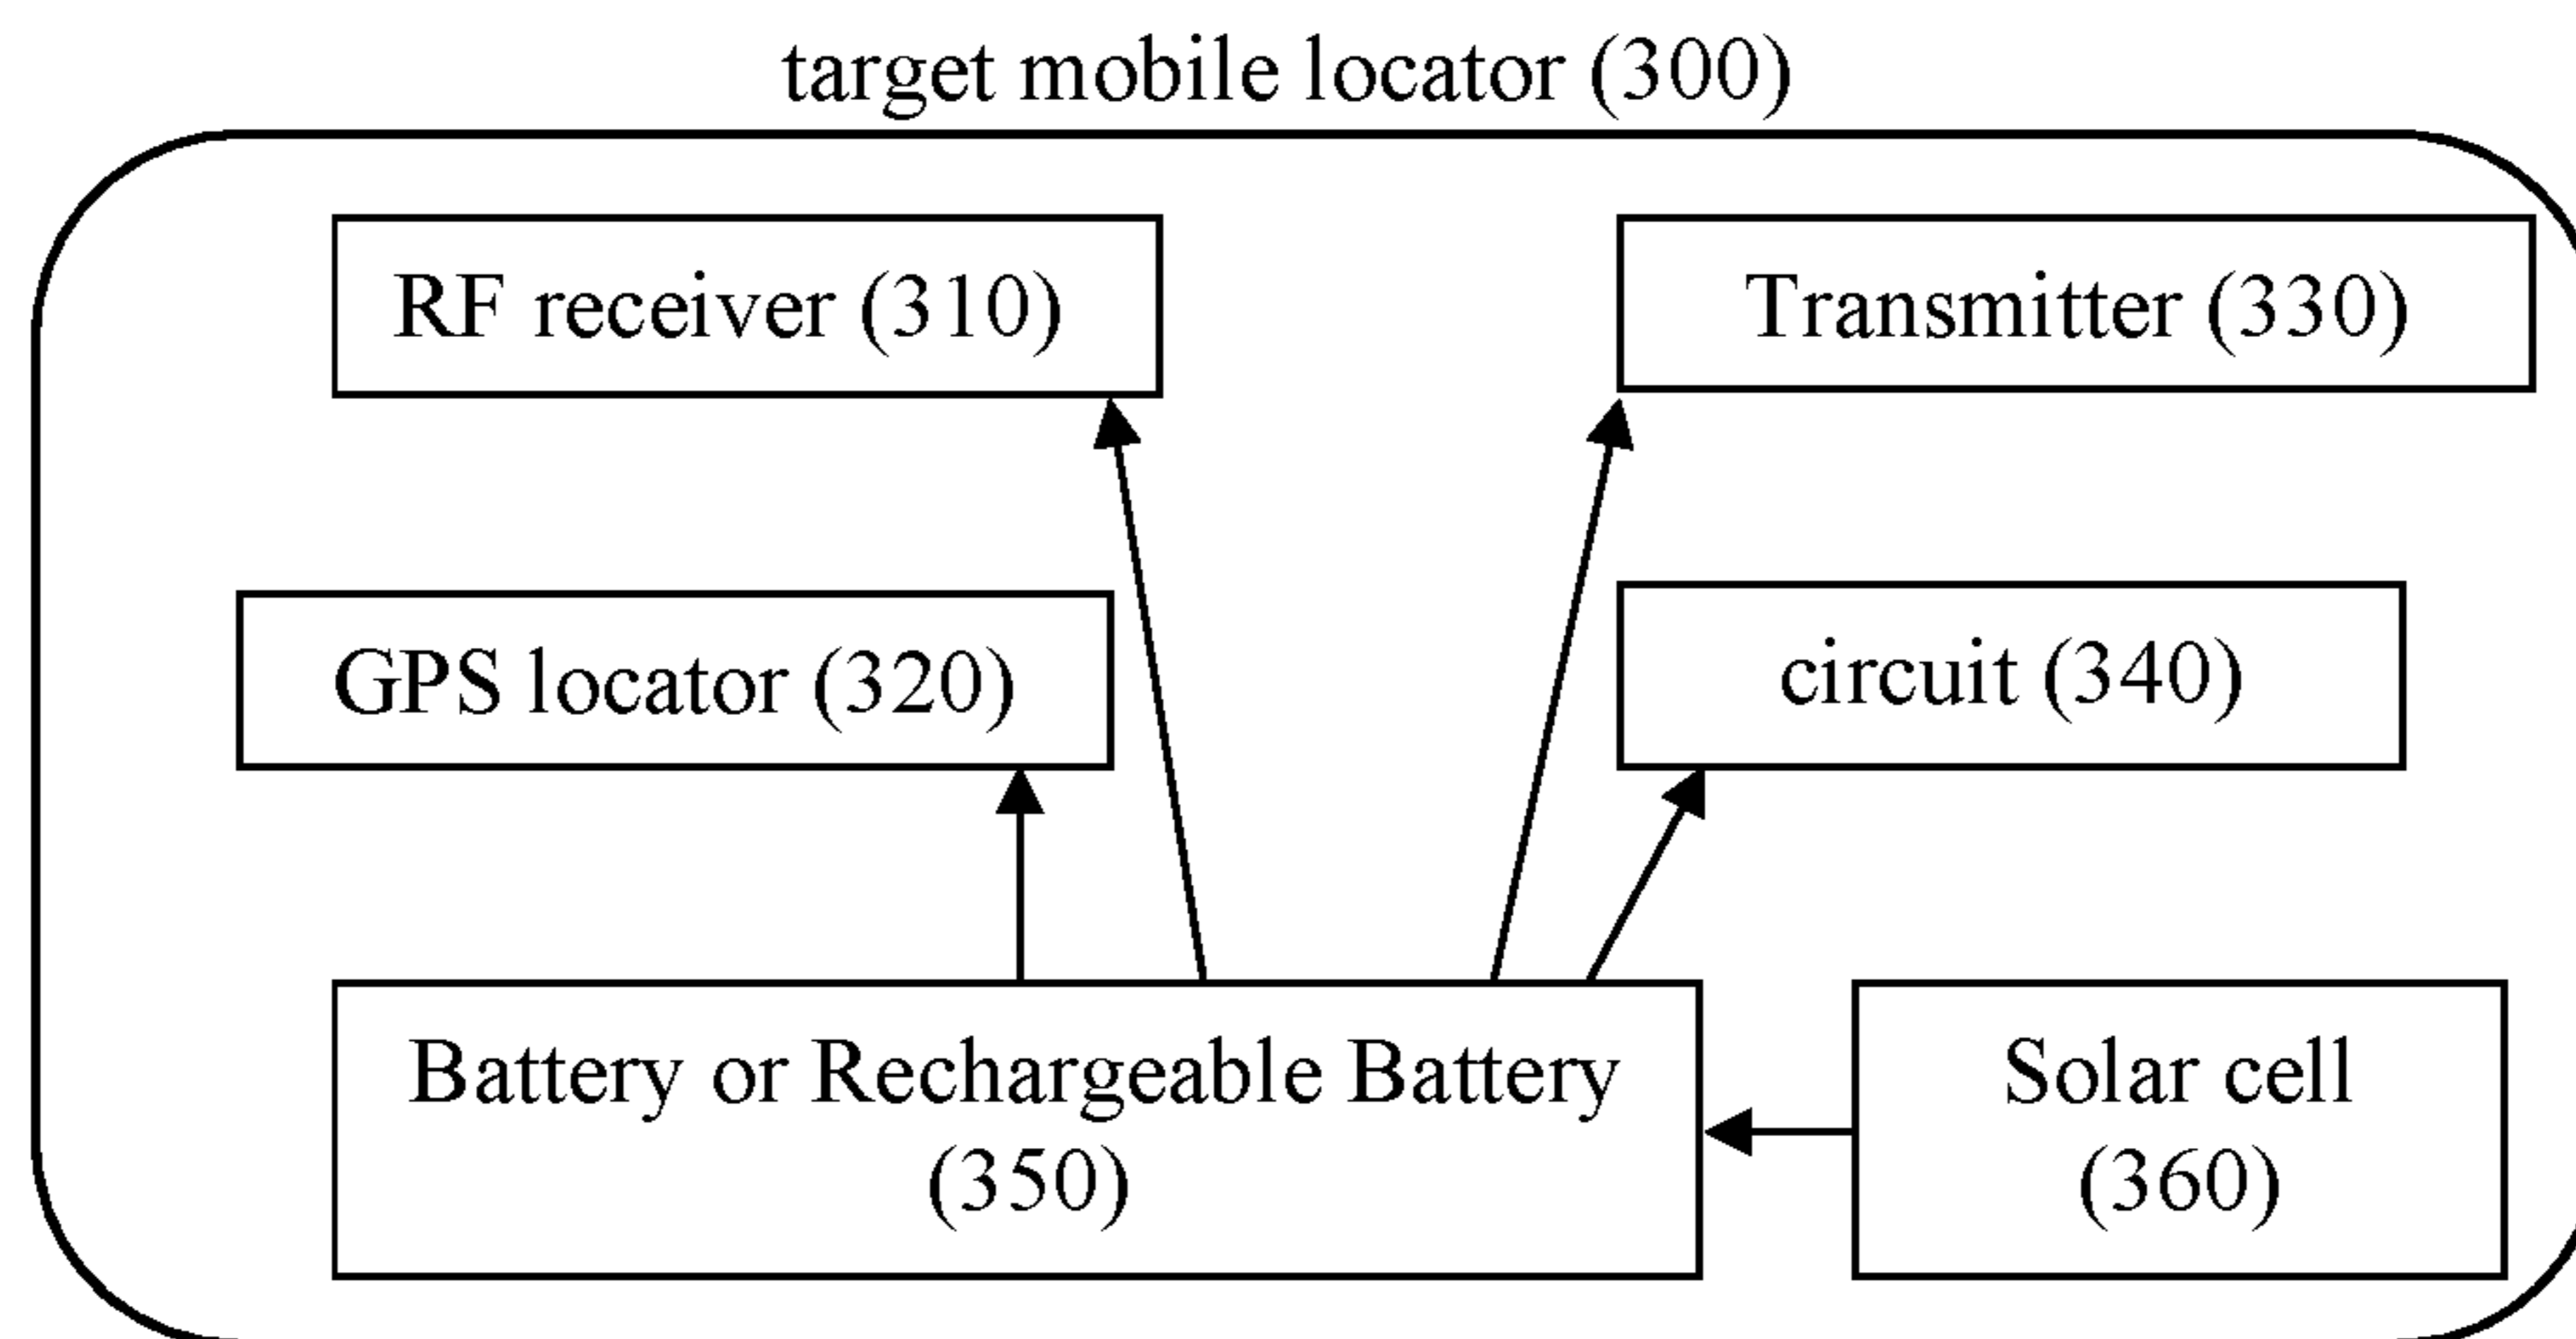 target mobile locator (300)
RF receiver (310)
Transmitter (330)
GPS locator (320)
circuit (340)
Battery or Rechargeable Battery
(350)
Solar cell
(360)